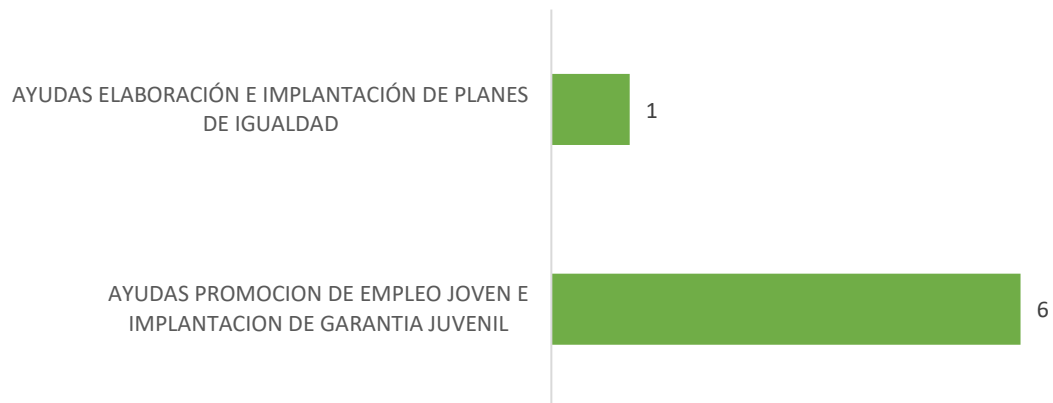 AYUDAS ELABORACIÓN E IMPLANTACIÓN DE PLANES
DE IGUALDAD
1
AYUDAS PROMOCION DE EMPLEO JOVEN E
IMPLANTACION DE GARANTIA JUVENIL
6